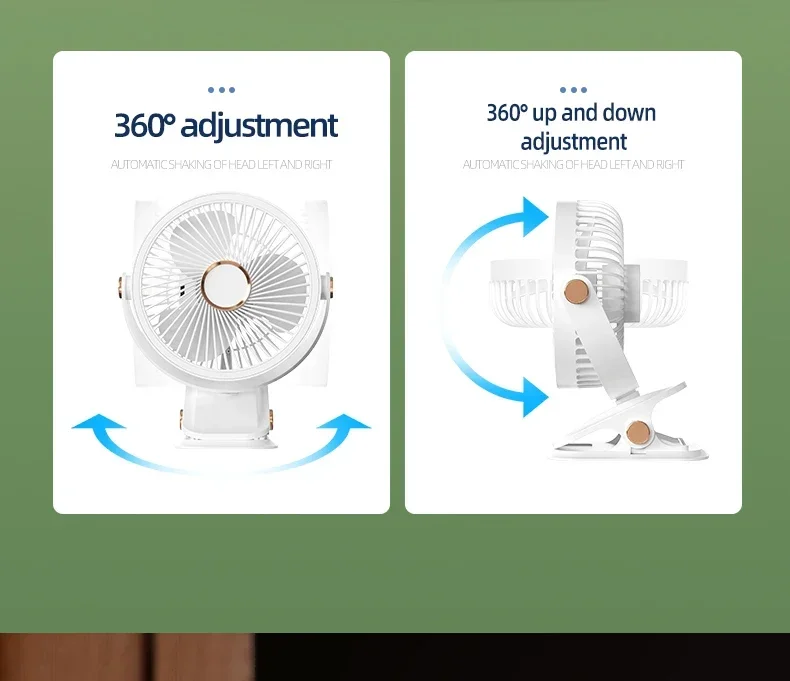 360° adjustment
AUTOMATIC SHAKING OF HEAD LEFT AND RIGHT
360° up and down
adjustment
AUTOMATIC SHAKING OF HEAD LEFT AND RIGHT